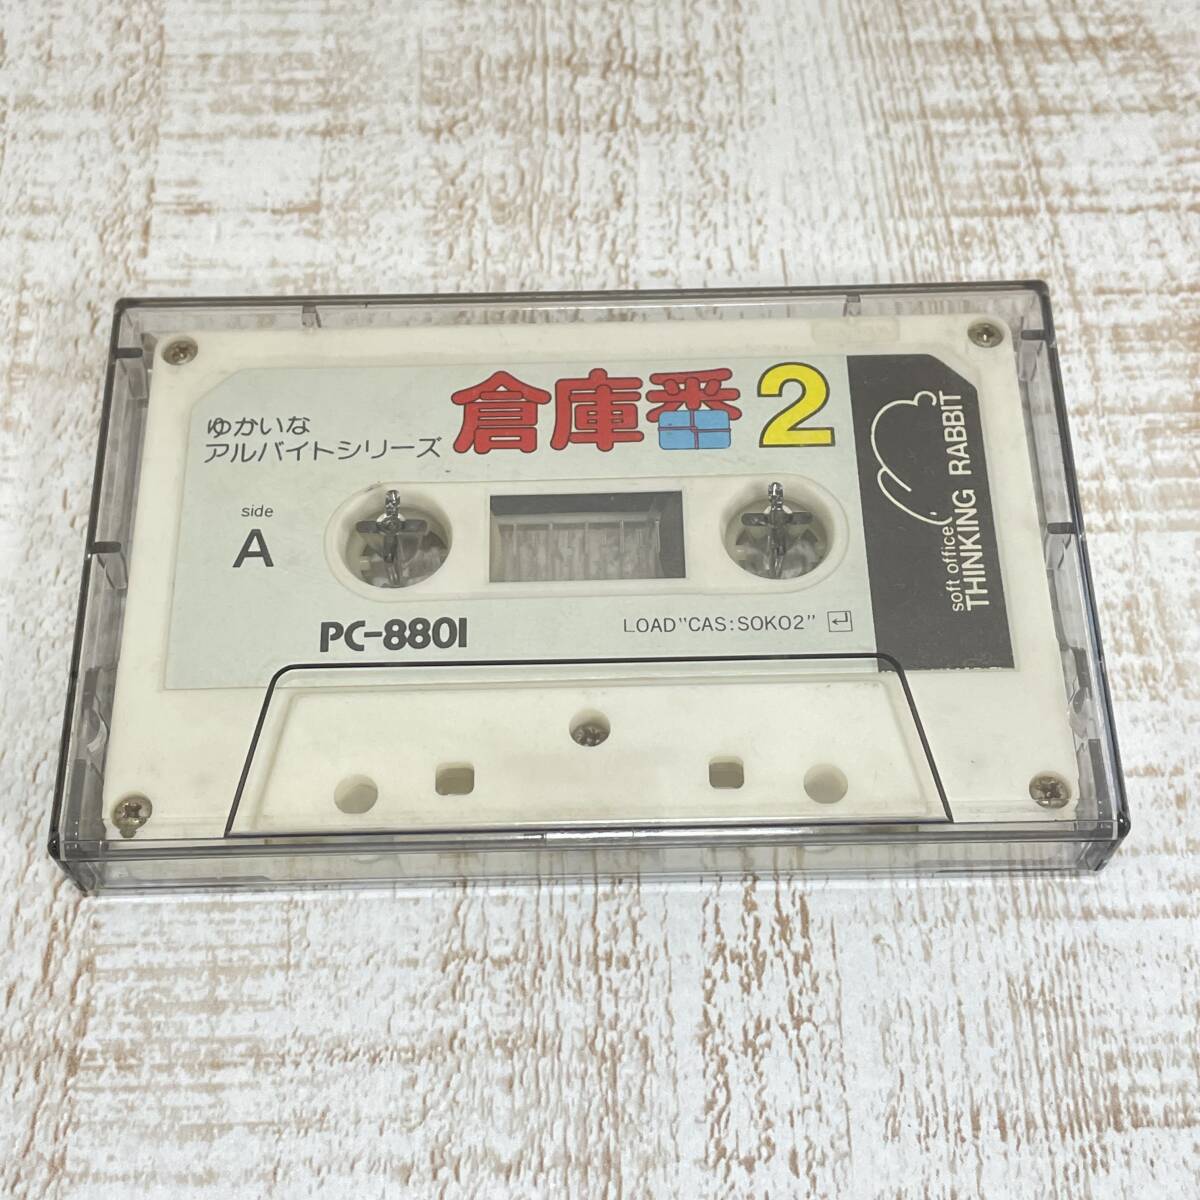 倉庫番2
ゆかいな
アルバイトシリーズ
side
A
PC-8801
LOAD"CAS:SOKO2"
soft office
THINKING RABBIT